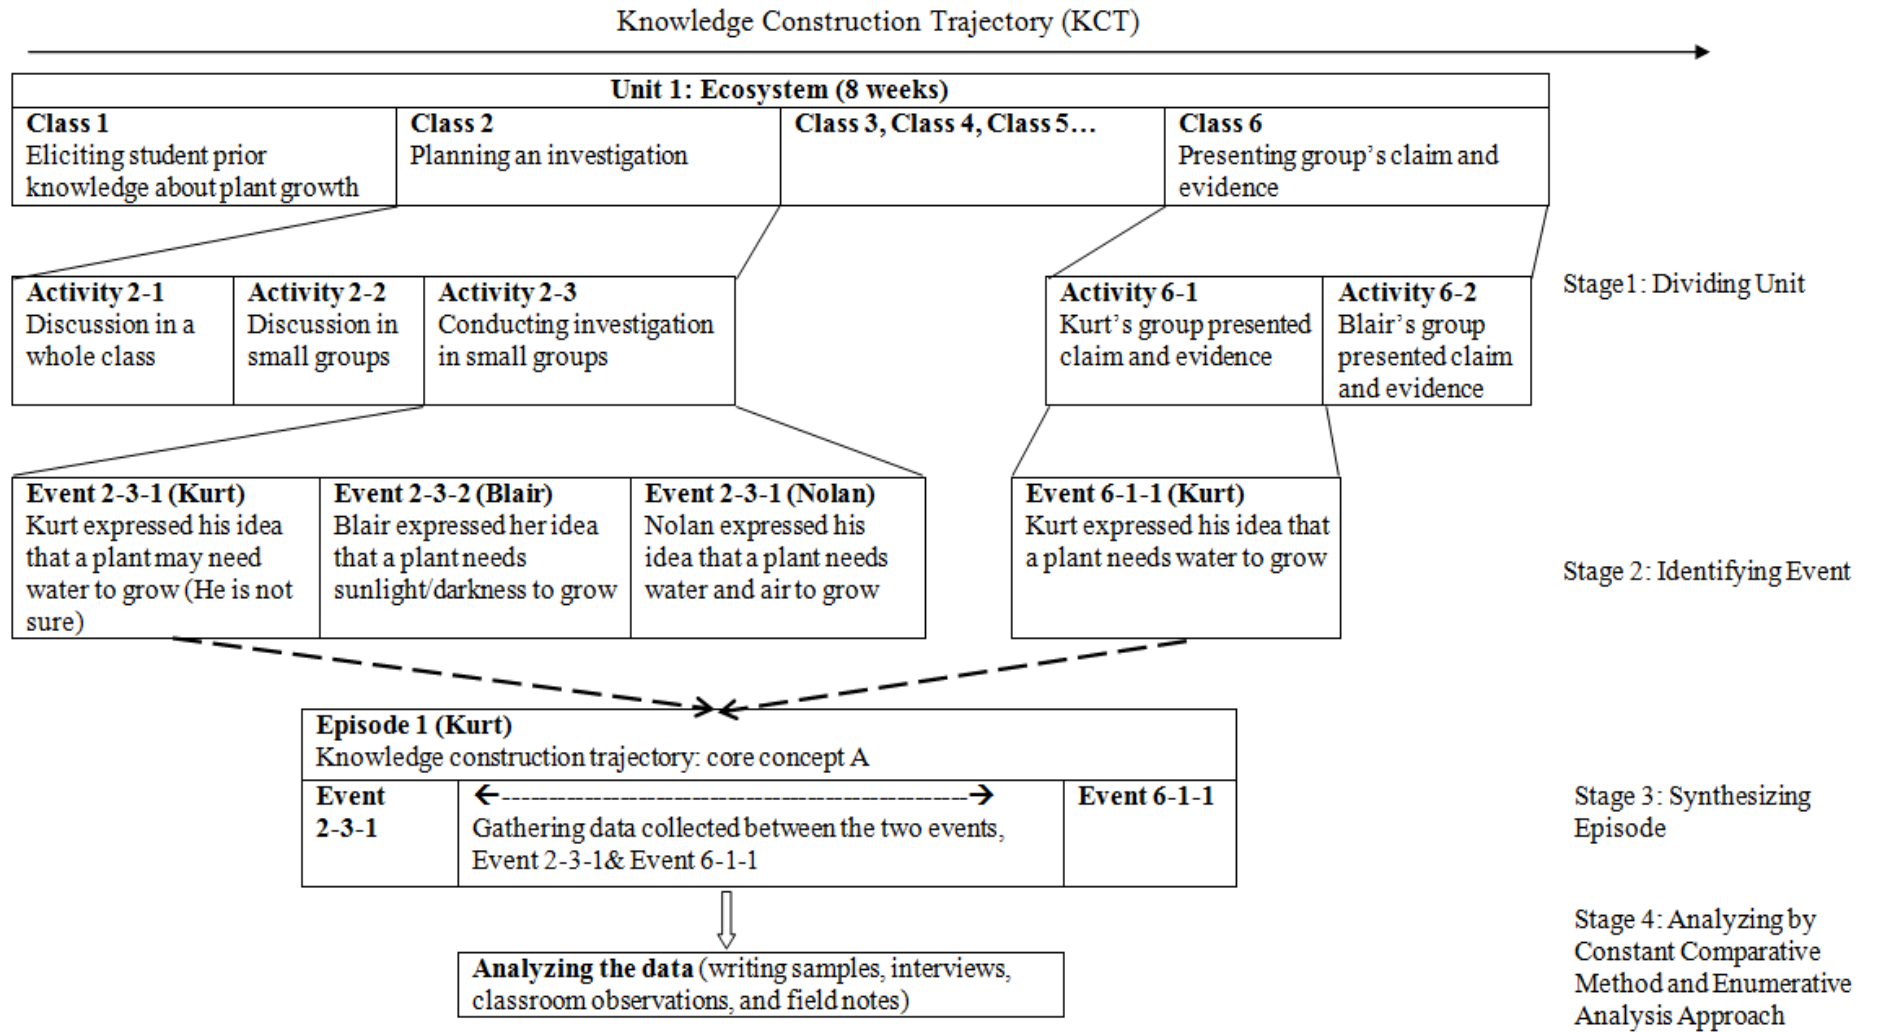 Knowledge Construction Trajectory (KCT)
Unit 1: Ecosystem (8 weeks)
Class 1
Eliciting student prior
knowledge about plant growth
Class 2
Planning an investigation
Class 3, Class 4, Class 5…
Class 6
Presenting group's claim and
evidence
Activity 2-1
Discussion in a
whole class
Activity 2-2
Discussion in
small groups
Activity 2-3
Conducting investigation
in small groups
Activity 6-1
Kurt's group presented
claim and evidence
Activity 6-2
Blair's group
presented claim
and evidence
Stage1: Dividing Unit
Event 2-3-1 (Kurt)
Kurt expressed his idea
that a plant may need
water to grow (He is not
sure)
Event 2-3-2 (Blair)
Blair expressed her idea
that a plant needs
sunlight/darkness to grow
Event 2-3-1 (Nolan)
Nolan expressed his
idea that a plant needs
water and air to grow
Event 6-1-1 (Kurt)
Kurt expressed his idea that
a plant needs water to grow
Stage 2: Identifying Event
Episode 1 (Kurt)
Knowledge construction trajectory: core concept A
Event
2-3-1
Gathering data collected between the two events,
Event 2-3-1& Event 6-1-1
Event 6-1-1
Stage 3: Synthesizing
Episode
Analyzing the data (writing samples, interviews,
classroom observations, and field notes)
Stage 4: Analyzing by
Constant Comparative
Method and Enumerative
Analysis Approach